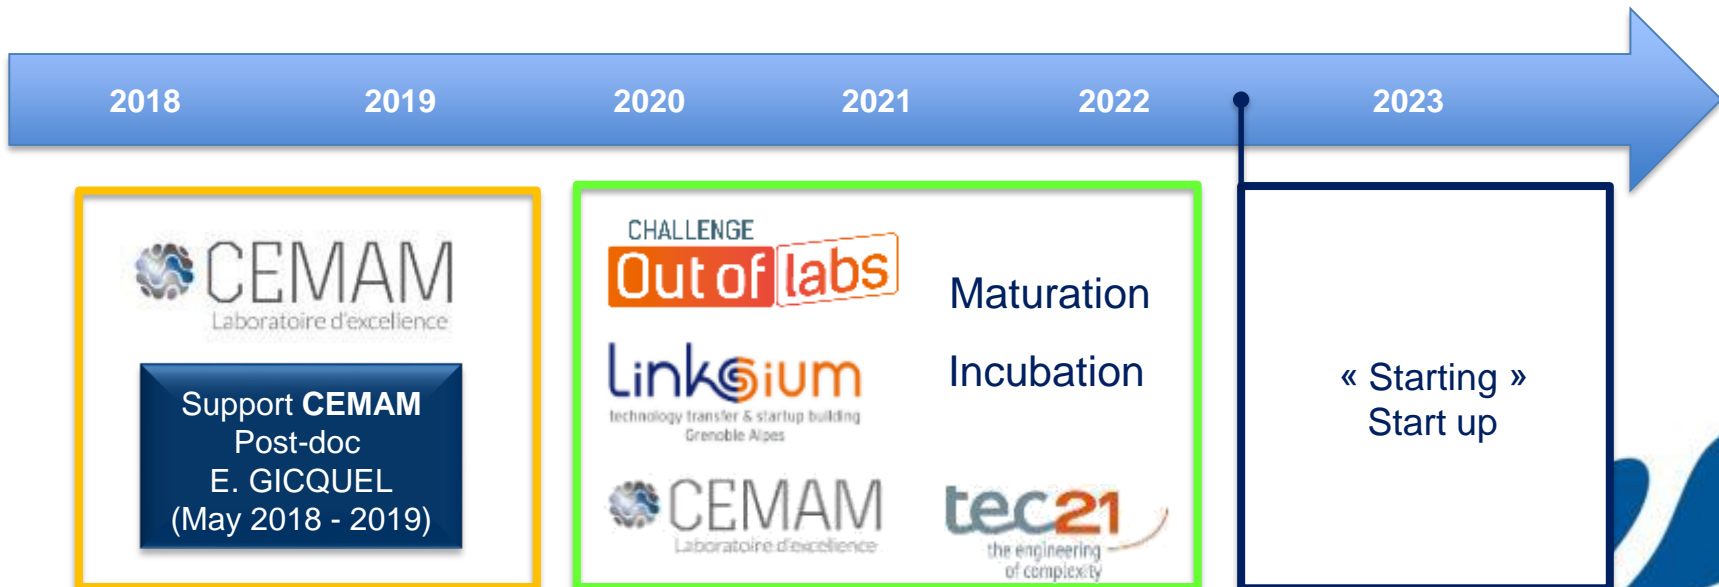 2018 2019 2020 2021 2022 2023
CEMAM
Laboratoire d'excellence
Support CEMAM
Post-doc
E. GICQUEL
(May 2018 - 2019)
CHALLENGE
Out of labs
Linksium
technology transfer & startup building
Grenoble Alpes
CEMAM
Laboratoire d'excellence
Maturation
Incubation
tec21
the engineering
of complexity
« Starting »
Start up